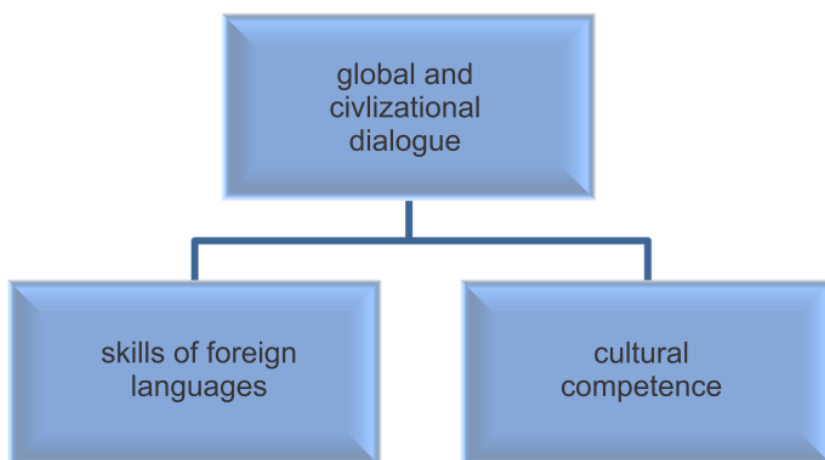 global and
civlizational
dialogue
skills of foreign
languages
cultural
competence